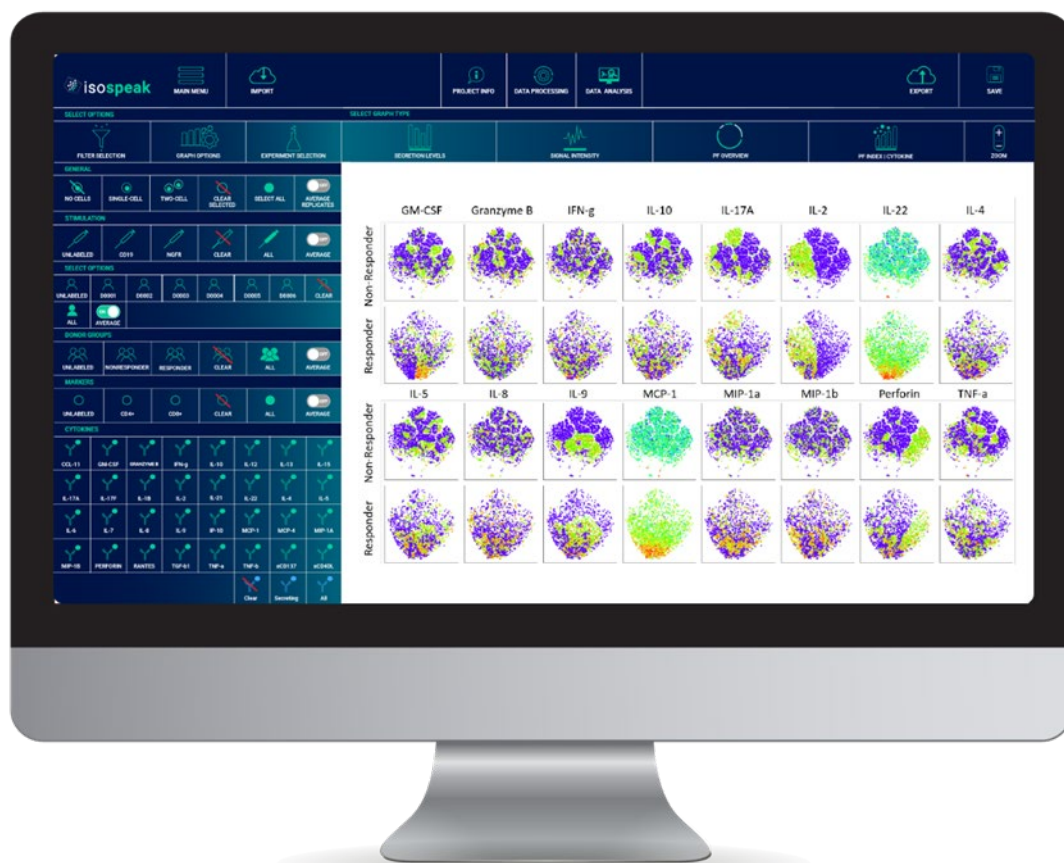 isospeak MAIN MENU IMPORT PROJECT INFO DATA PROCESSING DATA ANALYSIS EXPORT SAVE
SELECT OPTIONS SELECT GRAPH TYPE
FILTER SELECTION GRAPH OPTIONS EXPERIMENT SELECTION SECRETION LEVELS SIGNAL INTENSITY PF OVERVIEW PF INDEX | CYTOKINE ZOOM
GENERAL
NO CELLS SINGLE-CELL TWO-CELL CLEAR SELECTED SELECT ALL OFF AVERAGE REPLICATES
STIMULATION
UNLABELED CD19 NGFR CLEAR ALL OFF AVERAGE
SELECT OPTIONS
UNLABELED D0001 D0002 D0003 D0004 D0005 D0006 CLEAR
ALL ON AVERAGE
DONOR GROUPS
UNLABELED NONRESPONDER RESPONDER CLEAR ALL OFF AVERAGE
MARKERS
UNLABELED CD4+ CD8+ CLEAR ALL OFF AVERAGE
CYTOKINES
CCL-11 GM-CSF GRANZYME B IFN-g IL-10 IL-12 IL-13 IL-15
IL-17A IL-17F IL-1B IL-2 IL-21 IL-22 IL-4 IL-5
IL-6 IL-7 IL-8 IL-9 IP-10 MCP-1 MCP-4 MIP-1A
MIP-1B PERFORIN RANTES TGF-b1 TNF-a TNF-b sCD137 sCD40L
Clear Secreting All
GM-CSF Granzyme B IFN-g IL-10 IL-17A IL-2 IL-22 IL-4
Non-Responder
Responder
IL-5 IL-8 IL-9 MCP-1 MIP-1a MIP-1b Perforin TNF-a
Non-Responder
Responder